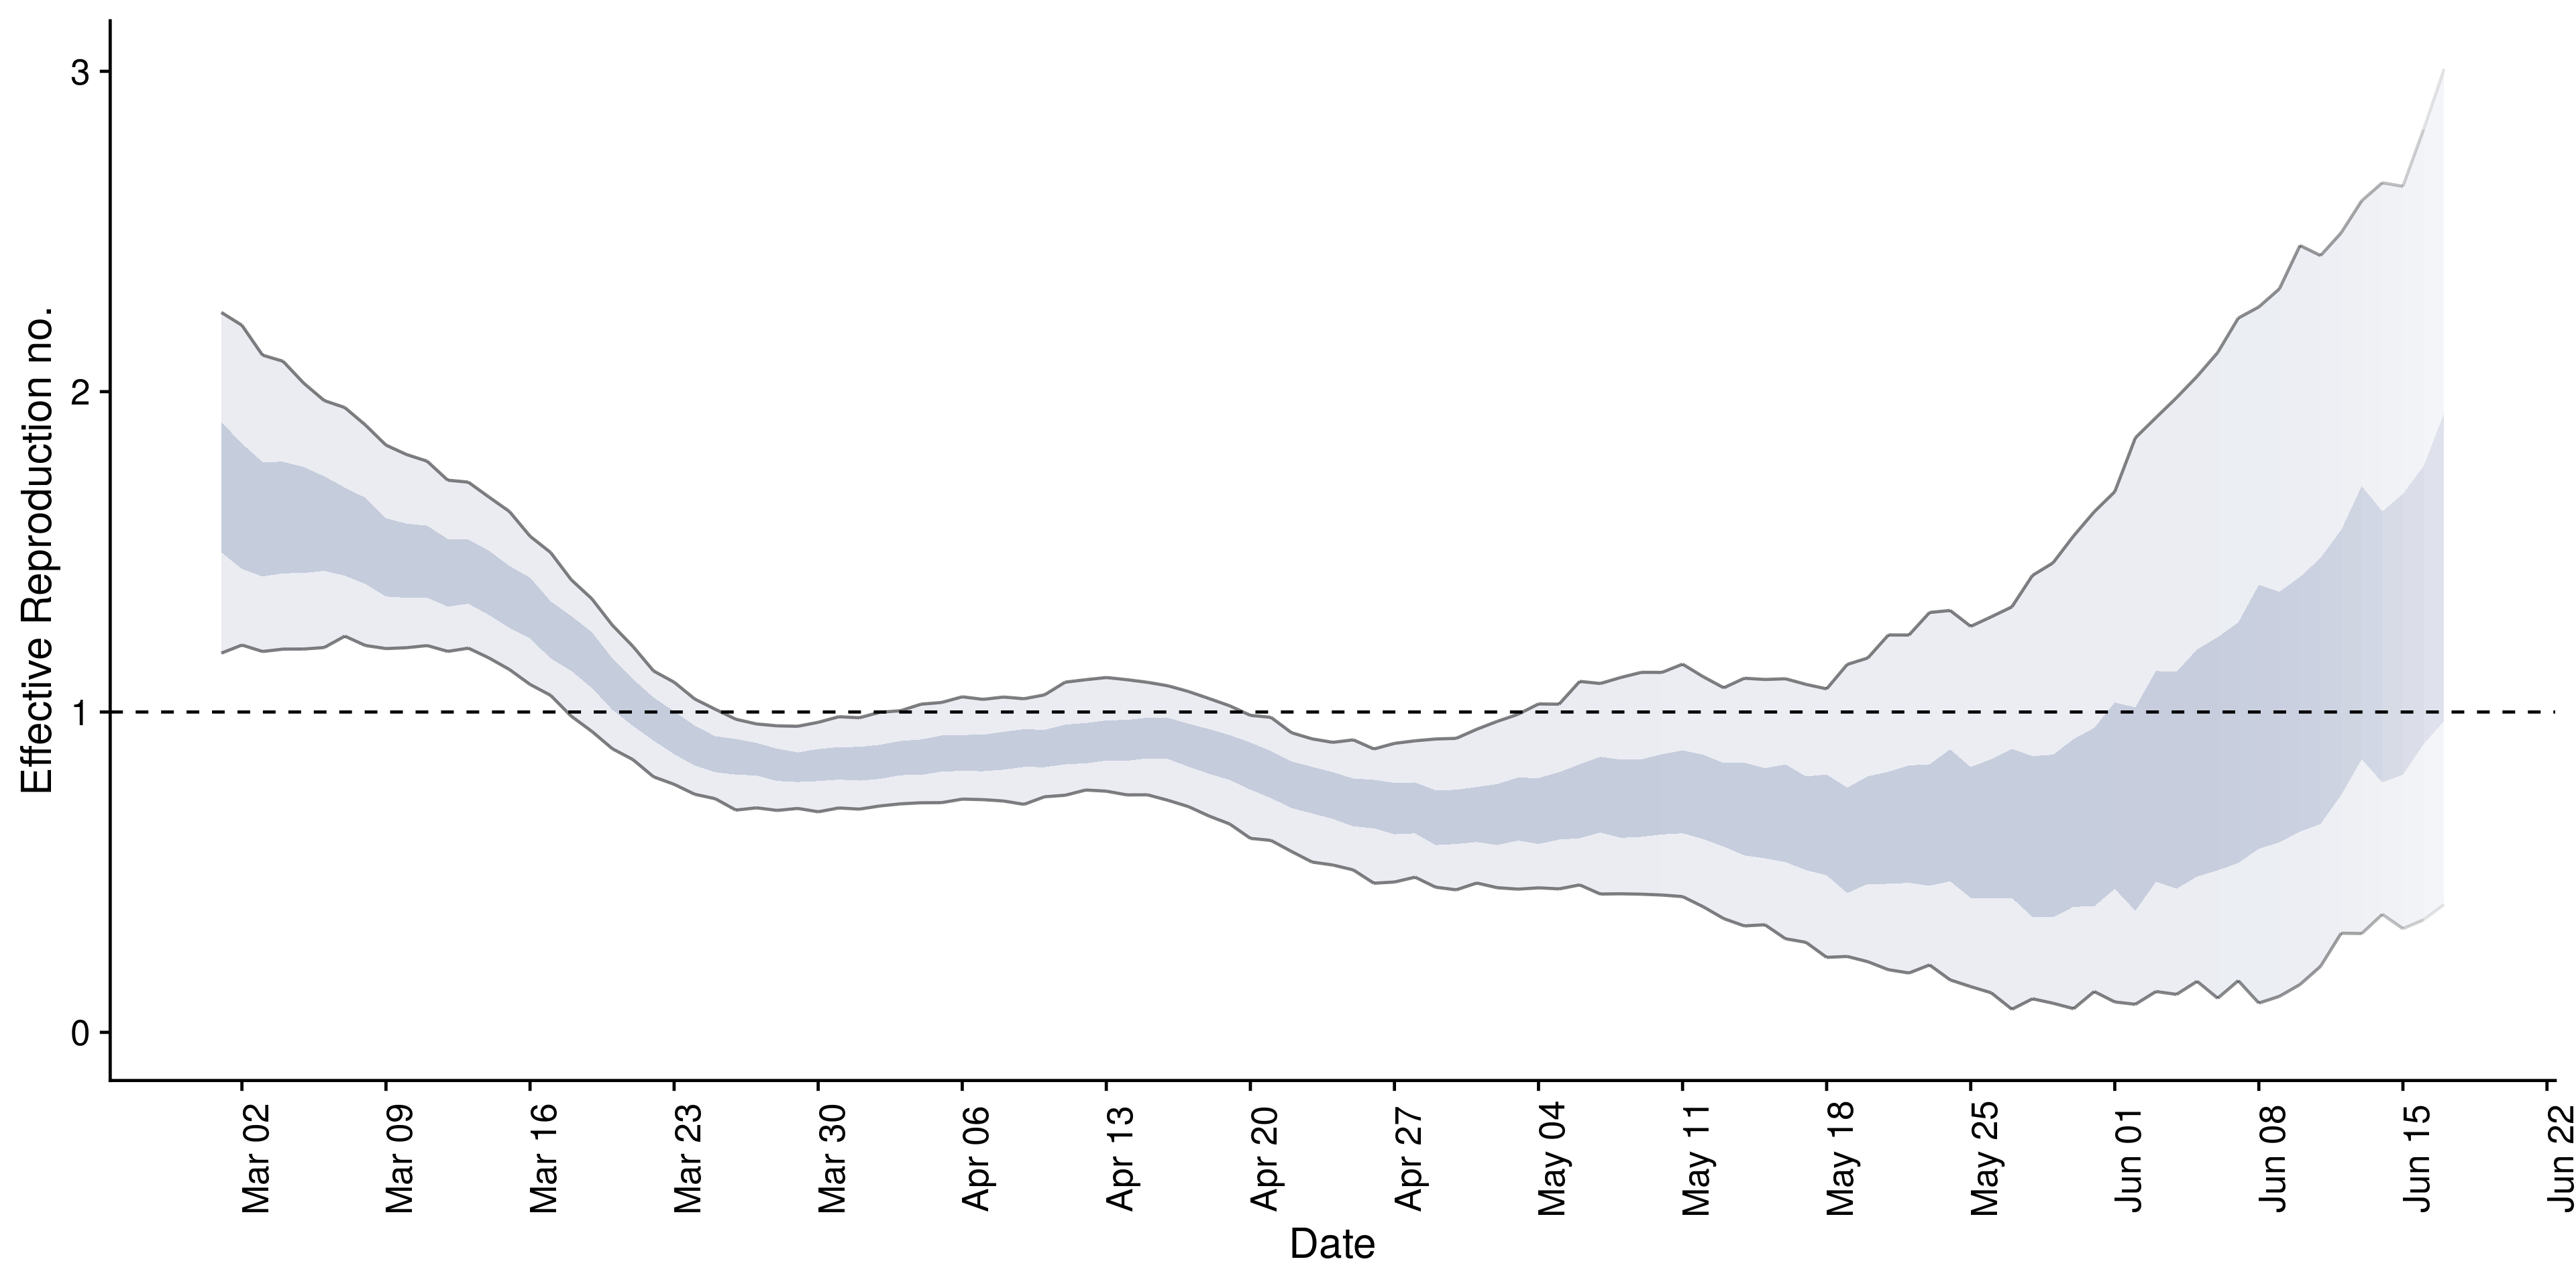 Effective Reproduction no.
3
2
1
0
Mar 02
Mar 09
Mar 16
Mar 23
Mar 30
Apr 06
Apr 13
Apr 20
Apr 27
May 04
May 11
May 18
May 25
Jun 01
Jun 08
Jun 15
Jun 22
Date